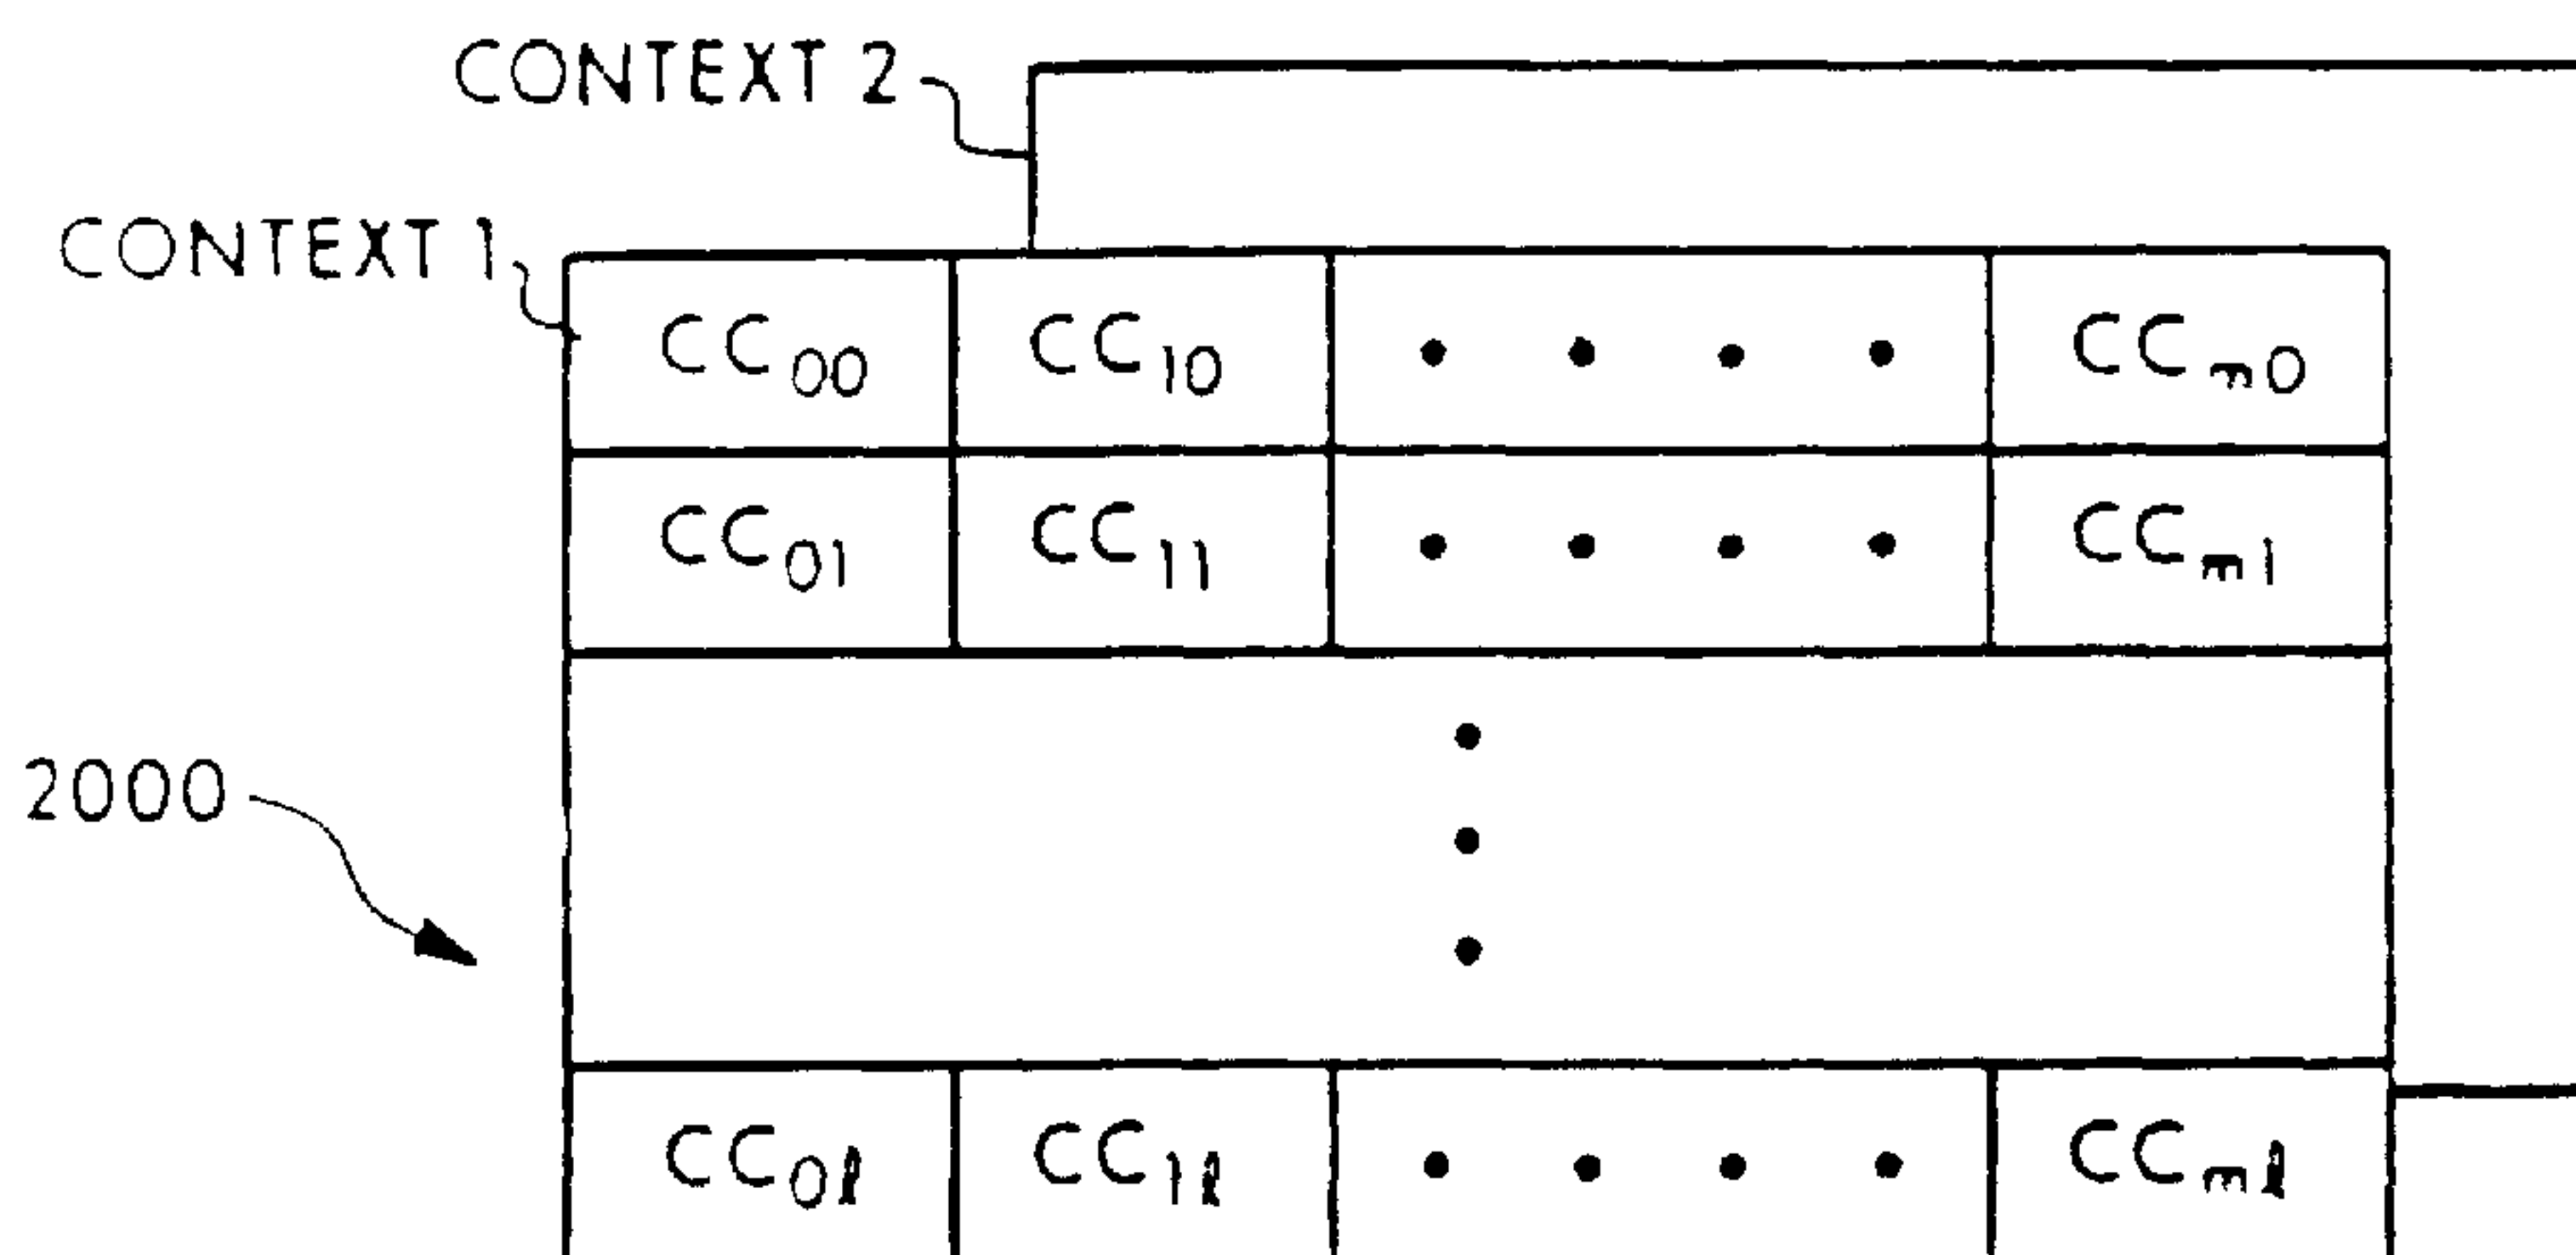 CONTEXT 2
CONTEXT 1
CC₀₀ CC₁₀ • • • • CCₘ₀
CC₀₁ CC₁₁ • • • • CCₘ₁
2000
CC₀ℓ CC₁ℓ • • • • CCₘℓ